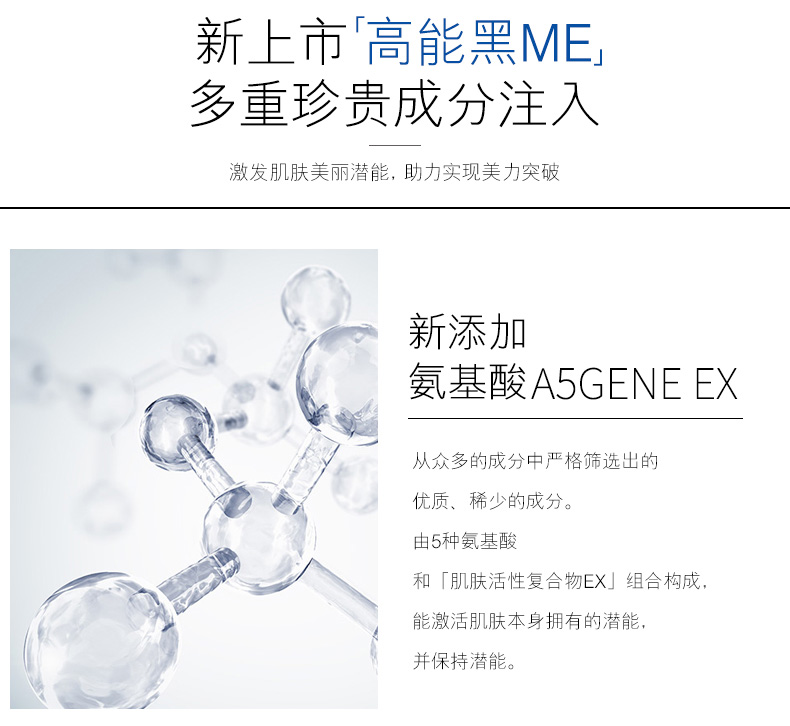 新上市「高能黑ME」
多重珍贵成分注入
激发肌肤美丽潜能, 助力实现美力突破
新添加
氨基酸A5GENE EX
从众多的成分中严格筛选出的
优质、稀少的成分。
由5种氨基酸
和「肌肤活性复合物EX」组合构成,
能激活肌肤本身拥有的潜能,
并保持潜能。